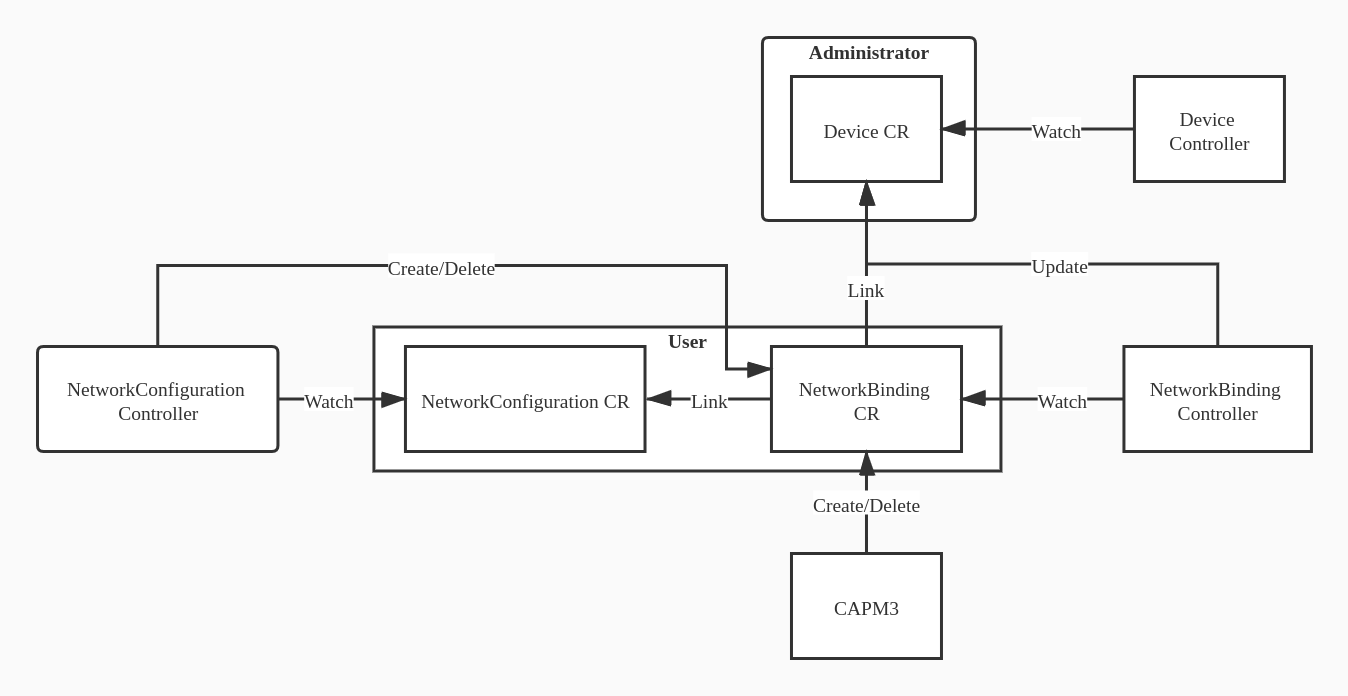 Administrator
Device CR
Watch
Device
Controller
Create/Delete
Update
Link
User
NetworkConfiguration
Controller
Watch
NetworkConfiguration CR
Link
NetworkBinding
CR
Watch
NetworkBinding
Controller
Create/Delete
CAPM3